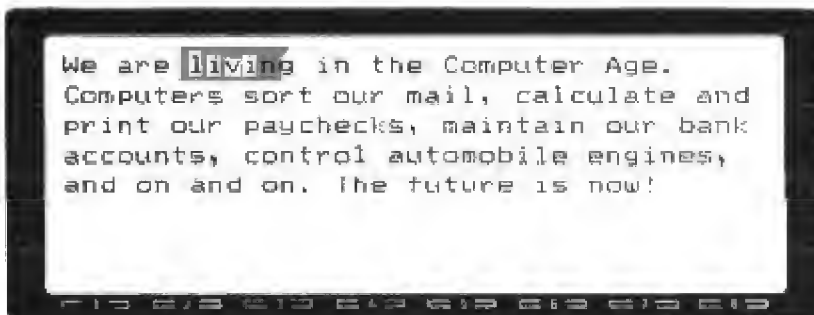 We are living in the Computer Age.
Computers sort our mail, calculate and
print our paychecks, maintain our bank
accounts, control automobile engines,
and on and on. The future is now!